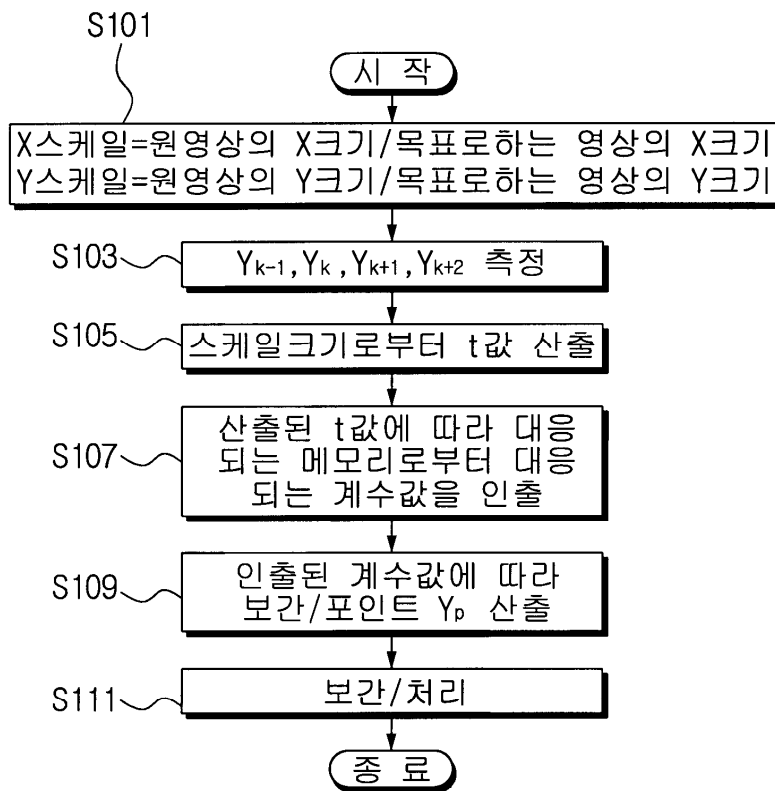 S101
시 작
X스케일=원영상의 X크기/목표로하는 영상의 X크기
Y스케일=원영상의 Y크기/목표로하는 영상의 Y크기
S103
Yk-1,Yk,Yk+1,Yk+2 측정
S105
스케일크기로부터 t값 산출
S107
산출된 t값에 따라 대응
되는 메모리로부터 대응
되는 계수값을 인출
S109
인출된 계수값에 따라
보간/포인트 Yp 산출
S111
보간/처리
종 료